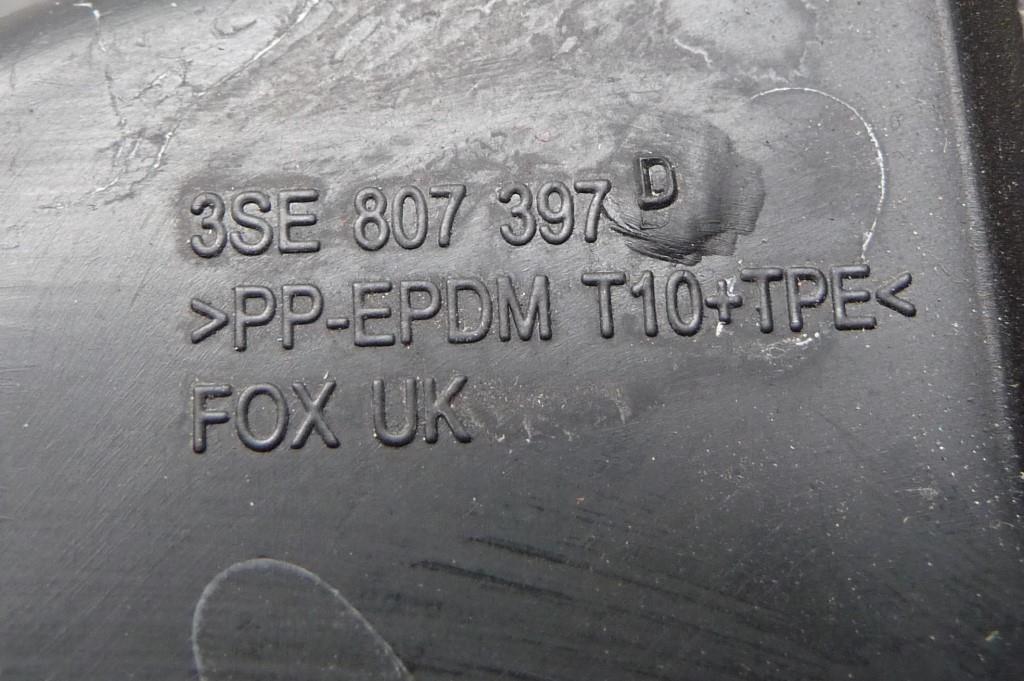 3SE 807 397 D
>PP-EPDM T10+TPE<
FOX UK